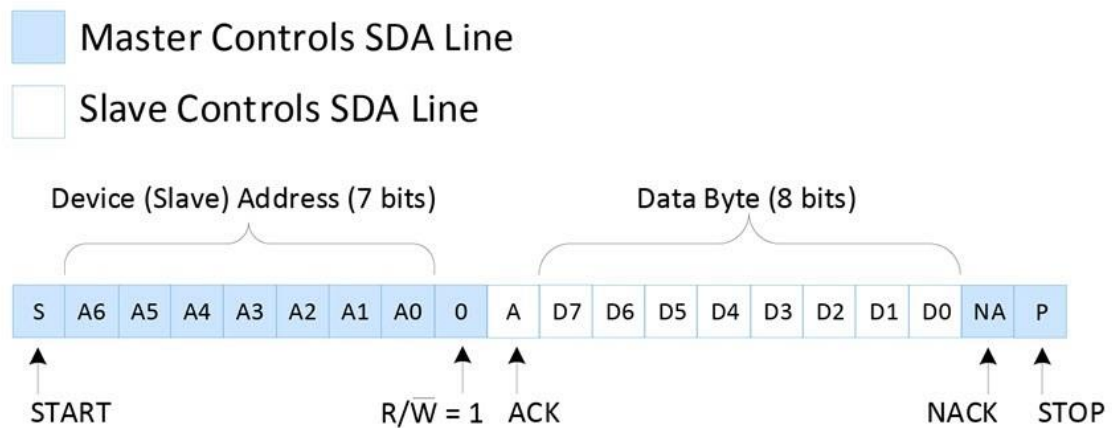 Master Controls SDA Line
Slave Controls SDA Line
Device (Slave) Address (7 bits) Data Byte (8 bits)
S A6 A5 A4 A3 A2 A1 A0 0 A D7 D6 D5 D4 D3 D2 D1 D0 NA P
START R/W̅ = 1 ACK NACK STOP